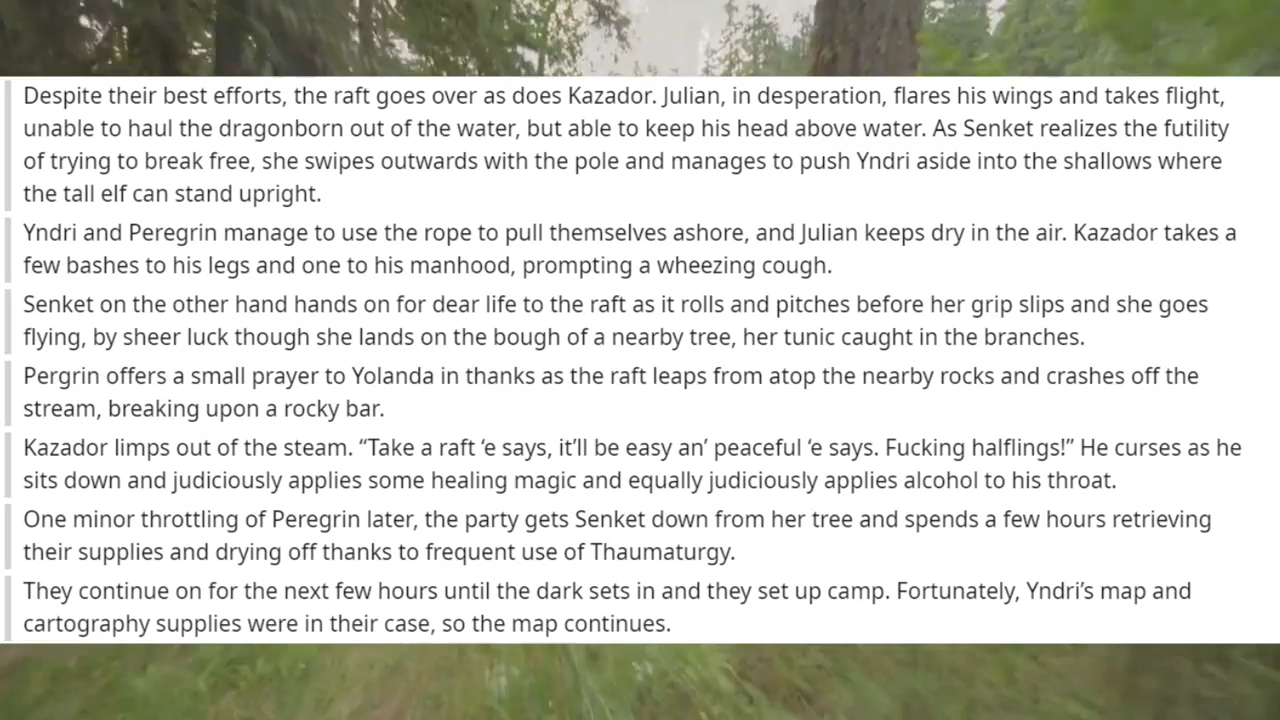 Despite their best efforts, the raft goes over as does Kazador. Julian, in desperation, flares his wings and takes flight,
unable to haul the dragonborn out of the water, but able to keep his head above water. As Senket realizes the futility
of trying to break free, she swipes outwards with the pole and manages to push Yndri aside into the shallows where
the tall elf can stand upright.
Yndri and Peregrin manage to use the rope to pull themselves ashore, and Julian keeps dry in the air. Kazador takes a
few bashes to his legs and one to his manhood, prompting a wheezing cough.
Senket on the other hand hands on for dear life to the raft as it rolls and pitches before her grip slips and she goes
flying, by sheer luck though she lands on the bough of a nearby tree, her tunic caught in the branches.
Pergrin offers a small prayer to Yolanda in thanks as the raft leaps from atop the nearby rocks and crashes off the
stream, breaking upon a rocky bar.
Kazador limps out of the steam. “Take a raft ‘e says, it’ll be easy an’ peaceful ‘e says. Fucking halflings!” He curses as he
sits down and judiciously applies some healing magic and equally judiciously applies alcohol to his throat.
One minor throttling of Peregrin later, the party gets Senket down from her tree and spends a few hours retrieving
their supplies and drying off thanks to frequent use of Thaumaturgy.
They continue on for the next few hours until the dark sets in and they set up camp. Fortunately, Yndri’s map and
cartography supplies were in their case, so the map continues.